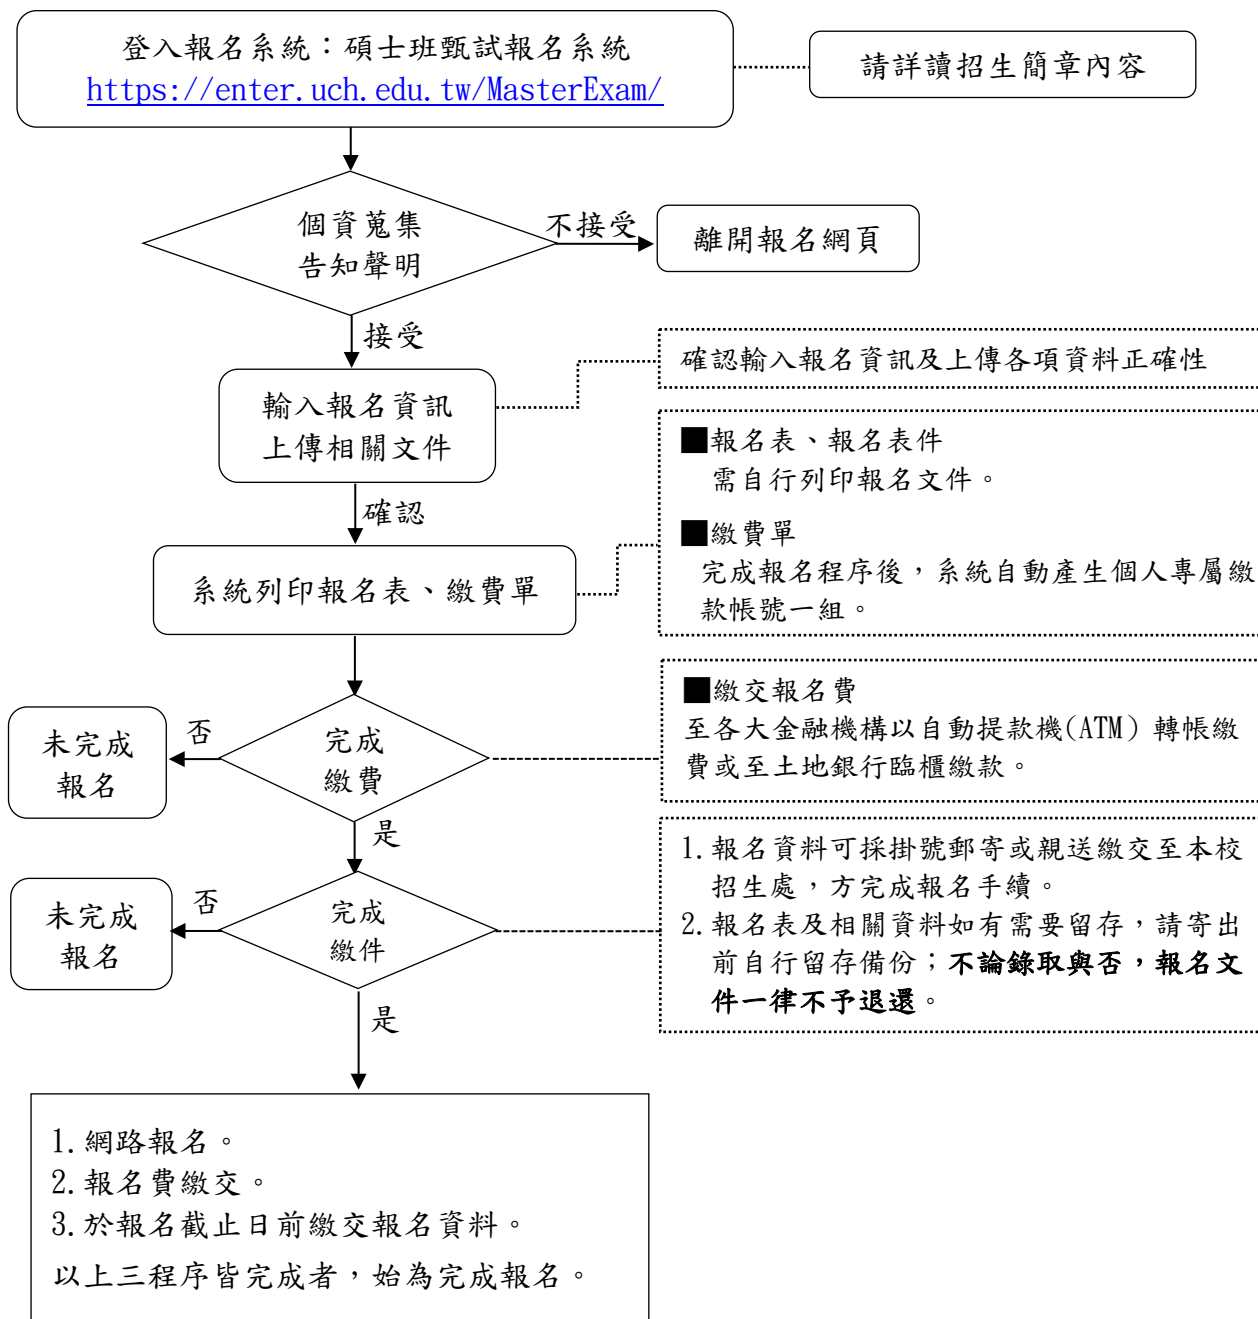 登入報名系統：碩士班甄試報名系統
https://enter.uch.edu.tw/MasterExam/
請詳讀招生簡章內容
個資蒐集
告知聲明
不接受
離開報名網頁
接受
輸入報名資訊
上傳相關文件
確認輸入報名資訊及上傳各項資料正確性
確認
系統列印報名表、繳費單
■報名表、報名表件
需自行列印報名文件。
■繳費單
完成報名程序後，系統自動產生個人專屬繳
款帳號一組。
完成
繳費
否
未完成
報名
■繳交報名費
至各大金融機構以自動提款機(ATM) 轉帳繳
費或至土地銀行臨櫃繳款。
是
完成
繳件
否
未完成
報名
1.報名資料可採掛號郵寄或親送繳交至本校
招生處，方完成報名手續。
2.報名表及相關資料如有需要留存，請寄出
前自行留存備份；不論錄取與否，報名文
件一律不予退還。
是
1.網路報名。
2.報名費繳交。
3.於報名截止日前繳交報名資料。
以上三程序皆完成者，始為完成報名。